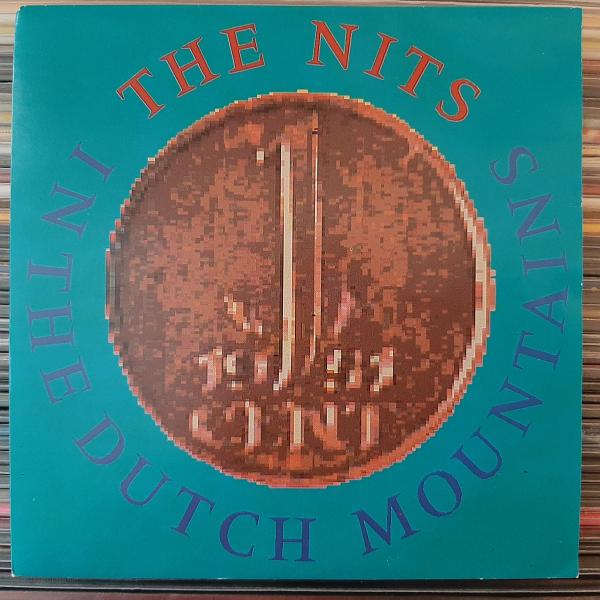 THE NITS
IN THE DUTCH MOUNTAINS
1
CENT